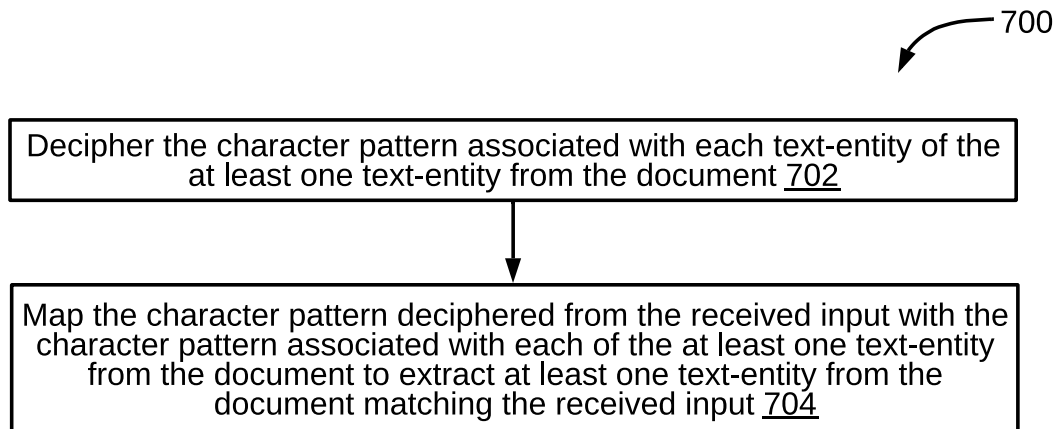 700
Decipher the character pattern associated with each text-entity of the
at least one text-entity from the document 702
Map the character pattern deciphered from the received input with the
character pattern associated with each of the at least one text-entity
from the document to extract at least one text-entity from the
document matching the received input 704